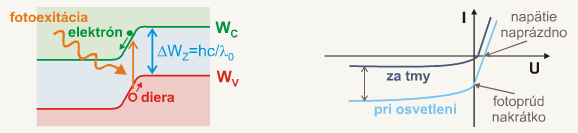 fotoexitácia
elektrón
W_C
ΔW_Z=hc/λ_0
W_V
diera
I
napätie
naprázdno
U
za tmy
pri osvetlení
fotoprúd
nakrátko